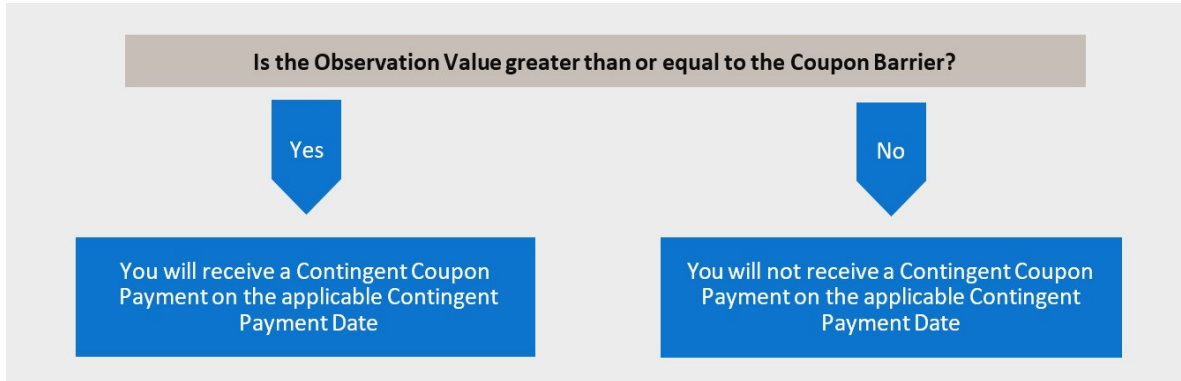 Is the Observation Value greater than or equal to the Coupon Barrier?
Yes
No
You will receive a Contingent Coupon
Payment on the applicable Contingent
Payment Date
You will not receive a Contingent Coupon
Payment on the applicable Contingent
Payment Date